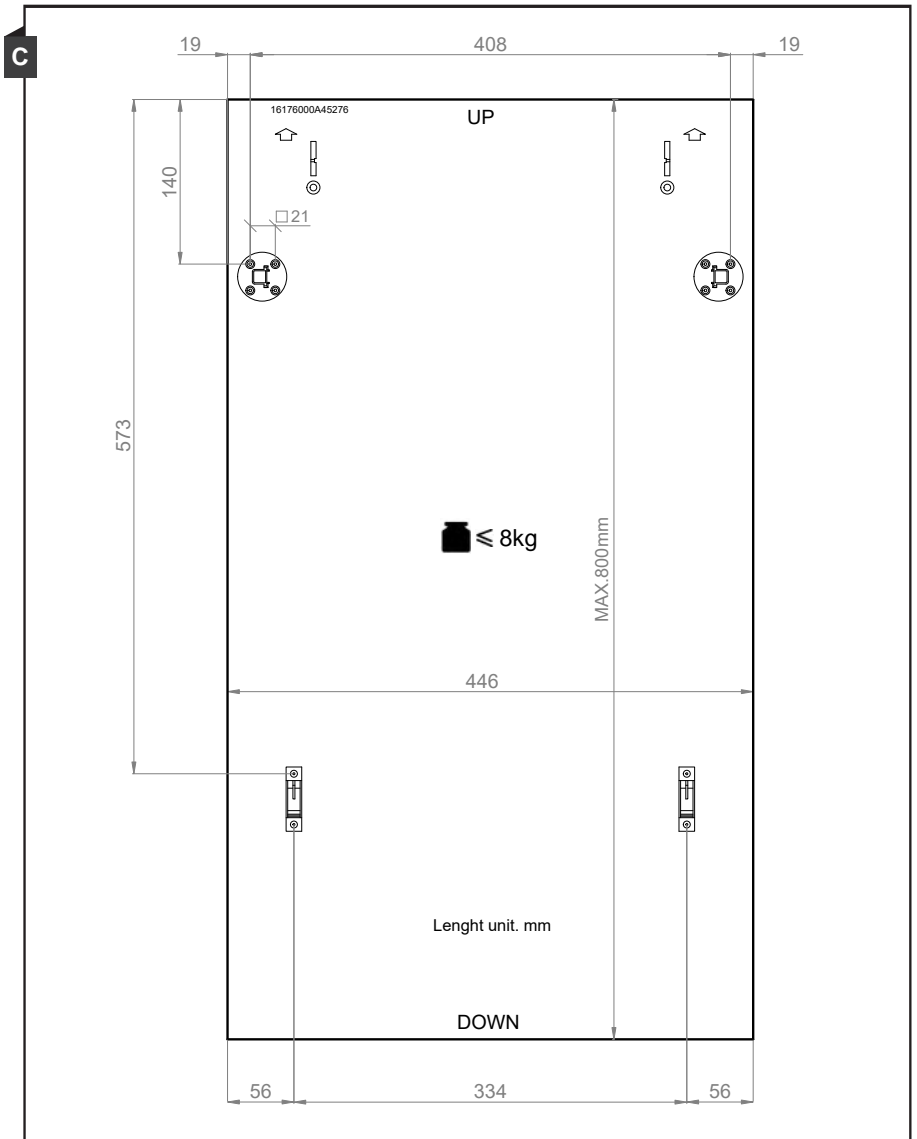 C
19
408
19
16176000A45276
UP
140
□21
573
≤ 8kg
MAX.800mm
446
Lenght unit. mm
DOWN
56
334
56